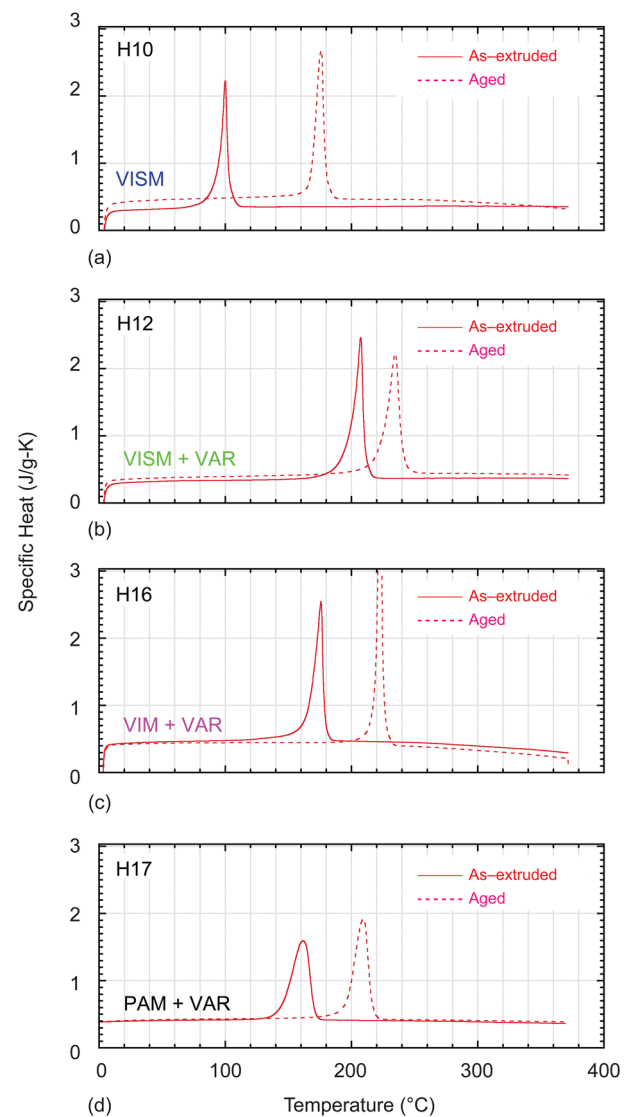 3
H10
As–extruded
Aged
2
1
VISM
0
(a)
3
H12
As–extruded
Aged
2
1
VISM + VAR
0
(b)
Specific Heat (J/g-K)
3
H16
As–extruded
Aged
2
1
VIM + VAR
0
(c)
3
H17
As–extruded
Aged
2
1
PAM + VAR
0
0 100 200 300 400
(d) Temperature (°C)